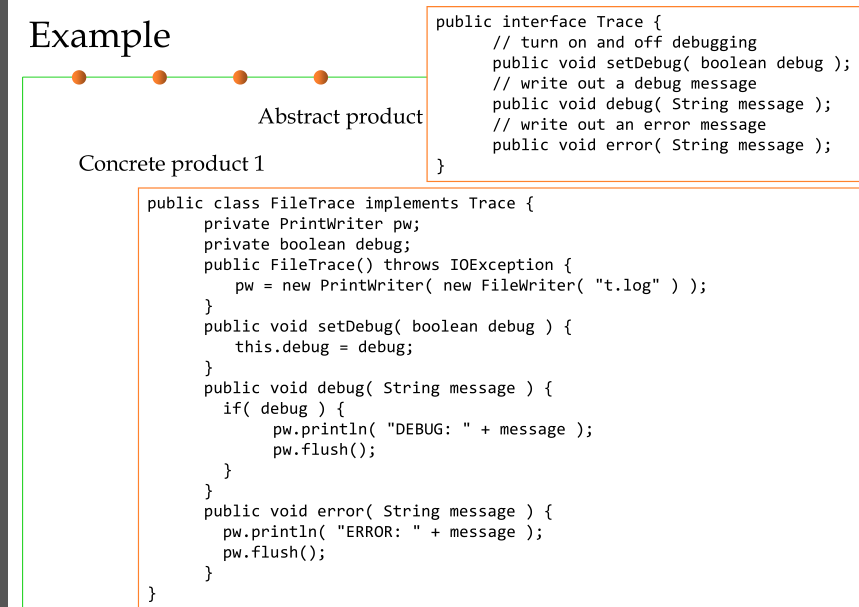 Example
public interface Trace {
// turn on and off debugging
public void setDebug( boolean debug );
// write out a debug message
public void debug( String message );
// write out an error message
public void error( String message );
}
Abstract product
Concrete product 1
public class FileTrace implements Trace {
private PrintWriter pw;
private boolean debug;
public FileTrace() throws IOException {
pw = new PrintWriter( new FileWriter( "t.log" ) );
}
public void setDebug( boolean debug ) {
this.debug = debug;
}
public void debug( String message ) {
if( debug ) {
pw.println( "DEBUG: " + message );
pw.flush();
}
}
public void error( String message ) {
pw.println( "ERROR: " + message );
pw.flush();
}
}